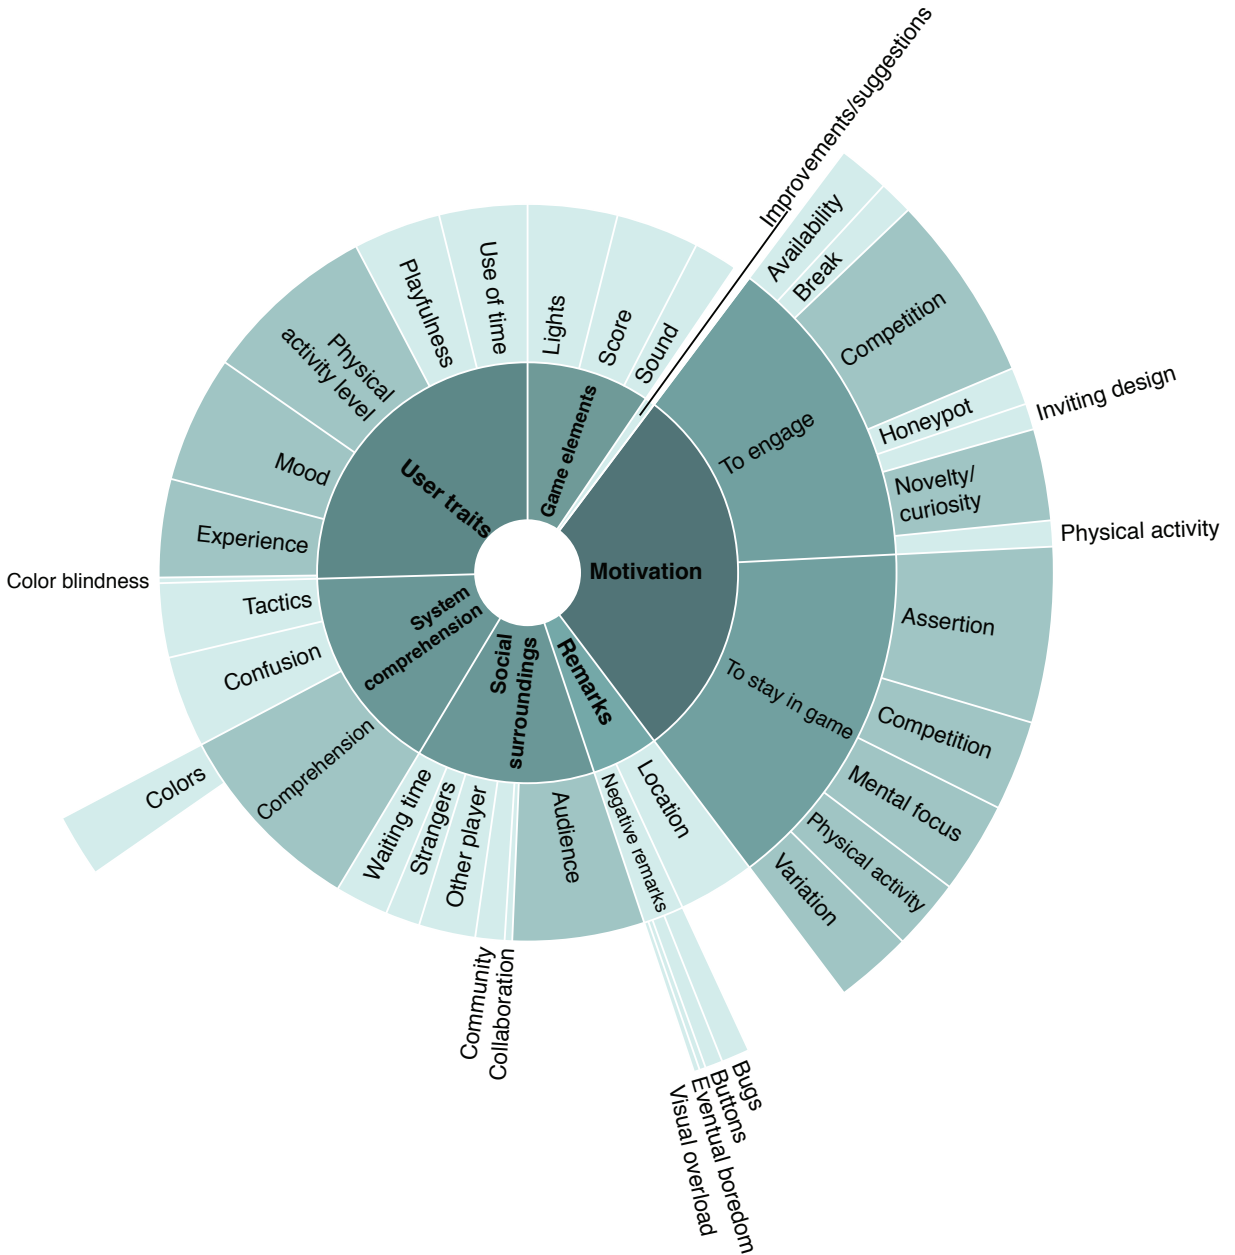 Improvements/suggestions
Availability
Break
Competition
Honeypot
Inviting design
Novelty/
curiosity
Physical activity
To engage
Motivation
To stay in game
Assertion
Competition
Mental focus
Physical activity
Variation
Game elements
Lights
Score
Sound
User traits
Use of time
Playfulness
Physical
activity level
Mood
Experience
Color blindness
System
comprehension
Tactics
Confusion
Comprehension
Colors
Social
surroundings
Waiting time
Strangers
Other player
Community
Collaboration
Audience
Remarks
Negative remarks
Location
Bugs
Buttons
Eventual boredom
Visual overload